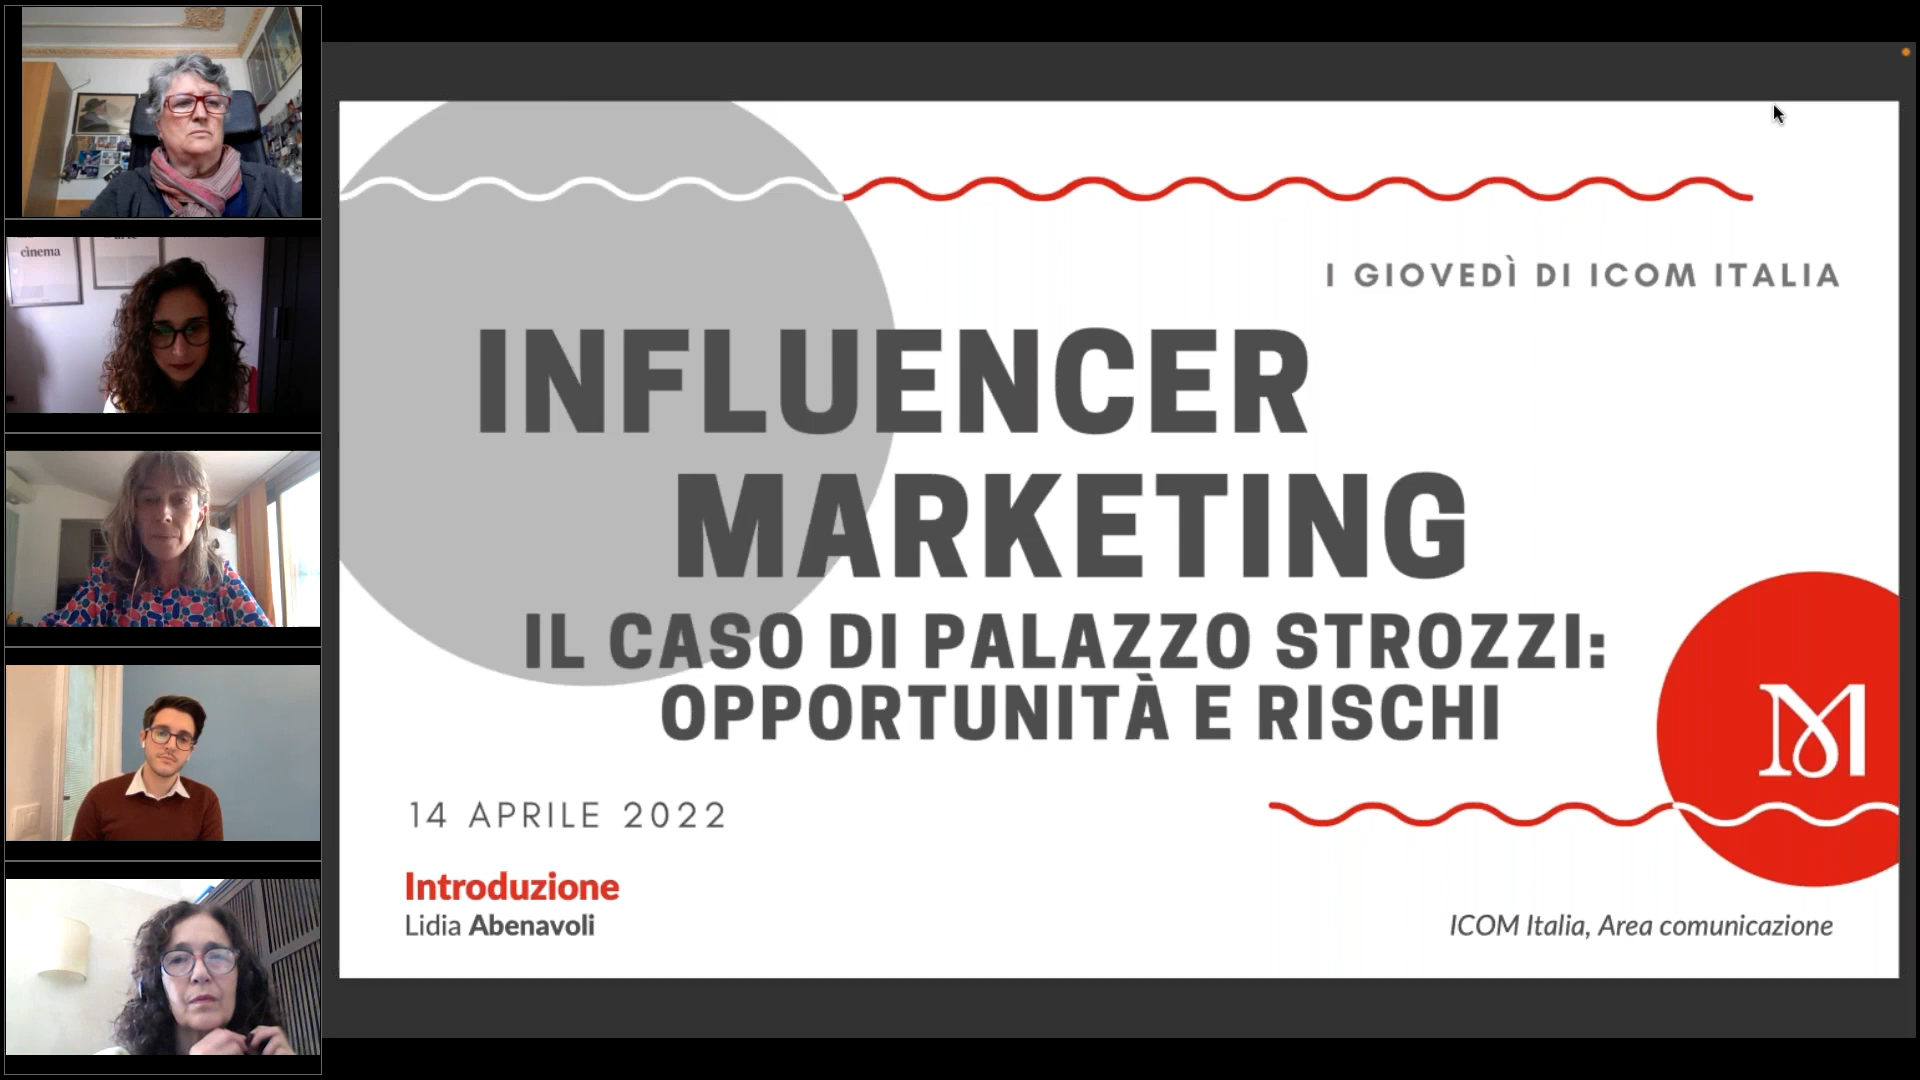 cinema
I GIOVEDÌ DI ICOM ITALIA
INFLUENCER
MARKETING
IL CASO DI PALAZZO STROZZI:
OPPORTUNITÀ E RISCHI
M
14 APRILE 2022
Introduzione
Lidia Abenavoli
ICOM Italia, Area comunicazione